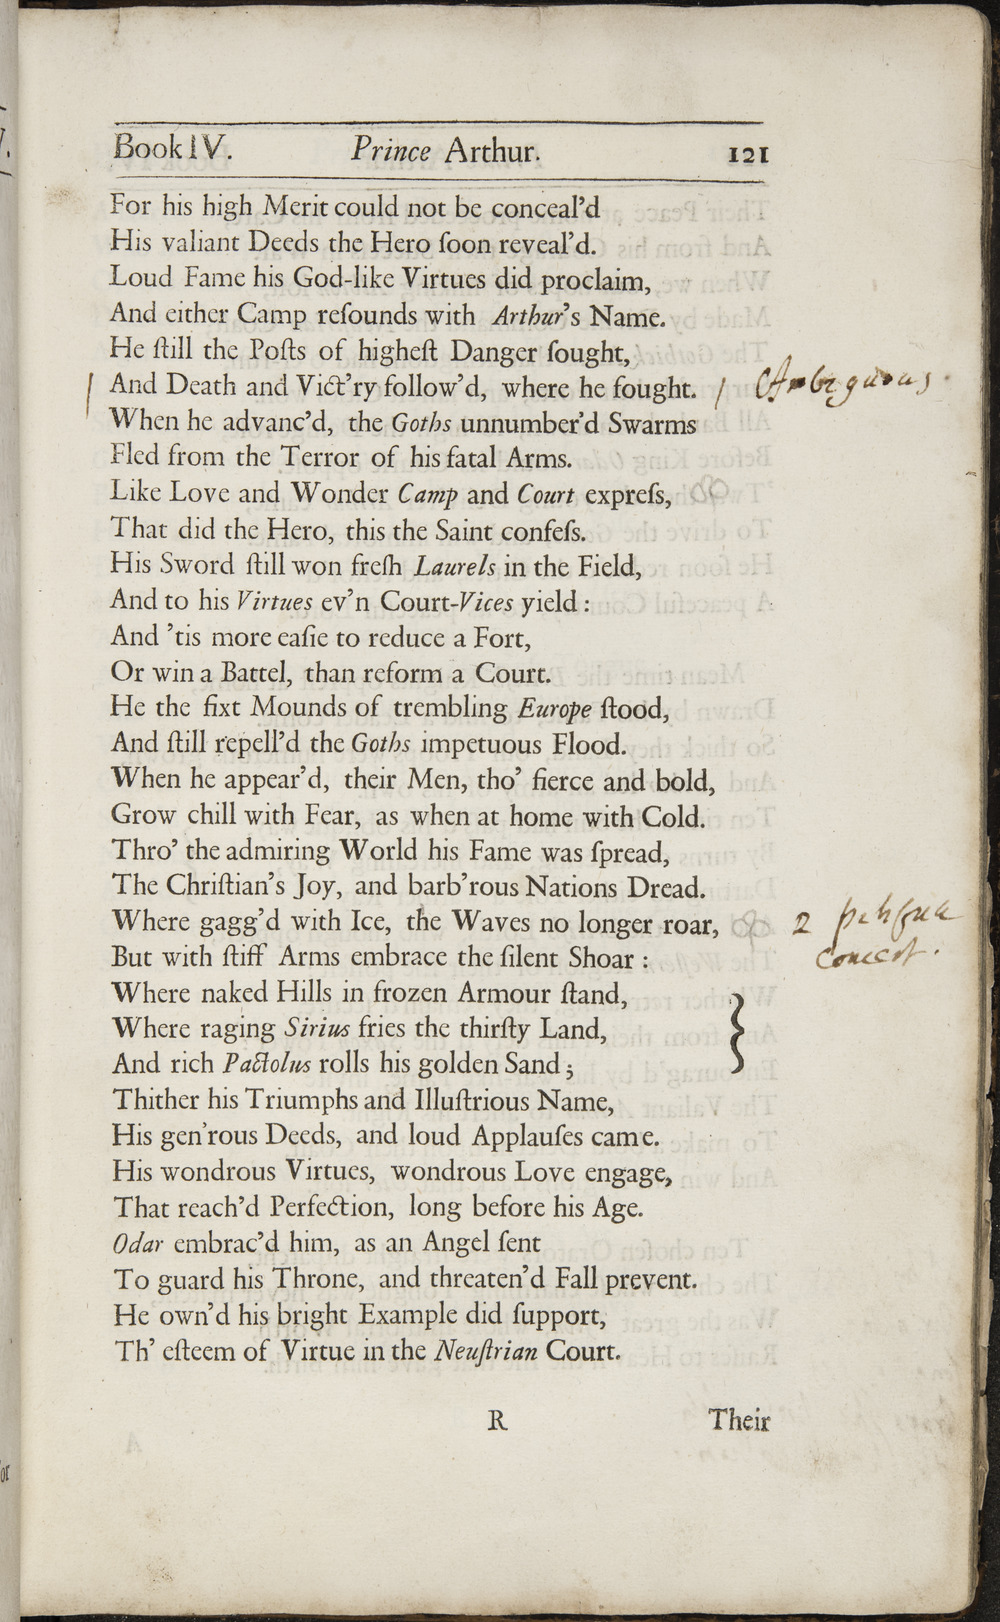 Book IV. Prince Arthur. 121
For his high Merit could not be conceal’d
His valiant Deeds the Hero ſoon reveal’d.
Loud Fame his God-like Virtues did proclaim,
And either Camp reſounds with Arthur’s Name.
He ſtill the Poſts of higheſt Danger ſought,
And Death and Vict’ry follow’d, where he fought. / Ambiguous
When he advanc’d, the Goths unnumber’d Swarms
Fled from the Terror of his fatal Arms.
Like Love and Wonder Camp and Court expreſs,
That did the Hero, this the Saint confeſs.
His Sword ſtill won freſh Laurels in the Field,
And to his Virtues ev’n Court-Vices yield :
And ’tis more eaſie to reduce a Fort,
Or win a Battel, than reform a Court.
He the fixt Mounds of trembling Europe ſtood,
And ſtill repell’d the Goths impetuous Flood.
When he appear’d, their Men, tho’ fierce and bold,
Grow chill with Fear, as when at home with Cold.
Thro’ the admiring World his Fame was ſpread,
The Chriſtian’s Joy, and barb’rous Nations Dread.
Where gagg’d with Ice, the Waves no longer roar, 2
But with ſtiff Arms embrace the ſilent Shoar :
Where naked Hills in frozen Armour ſtand,
Where raging Sirius fries the thirſty Land,
And rich Pactolus rolls his golden Sand ;
Thither his Triumphs and Illuſtrious Name,
His gen’rous Deeds, and loud Applauſes came.
His wondrous Virtues, wondrous Love engage,
That reach’d Perfection, long before his Age.
Odar embrac’d him, as an Angel ſent
To guard his Throne, and threaten’d Fall prevent.
He own’d his bright Example did ſupport,
Th’ eſteem of Virtue in the Neuſtrian Court.
R Their